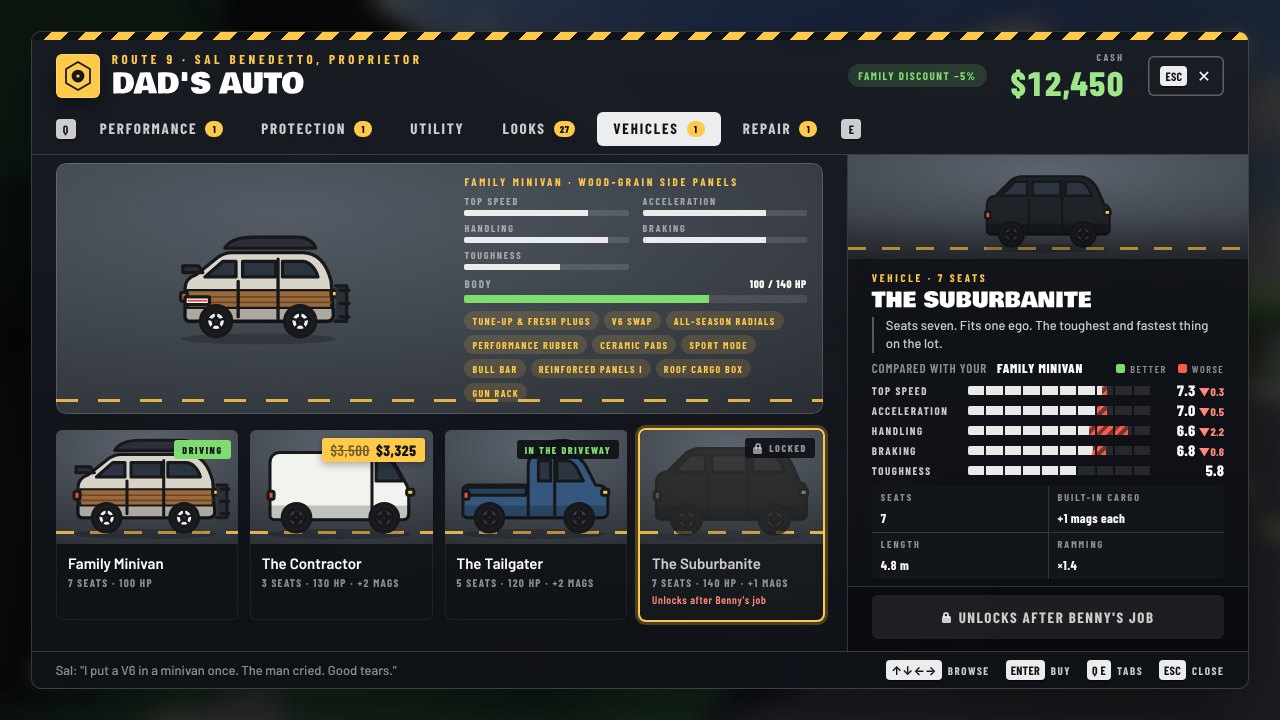 ROUTE 9 · SAL BENEDETTO, PROPRIETOR
DAD'S AUTO
FAMILY DISCOUNT −5%
CASH
$12,450
ESC ✕
Q PERFORMANCE 1 PROTECTION 1 UTILITY LOOKS 27 VEHICLES 1 REPAIR 1 E
FAMILY MINIVAN · WOOD-GRAIN SIDE PANELS
TOP SPEED ACCELERATION
HANDLING BRAKING
TOUGHNESS
BODY 100 / 140 HP
TUNE-UP & FRESH PLUGS V6 SWAP ALL-SEASON RADIALS
PERFORMANCE RUBBER CERAMIC PADS SPORT MODE
BULL BAR REINFORCED PANELS I ROOF CARGO BOX
GUN RACK
DRIVING
Family Minivan
7 SEATS · 100 HP
$3,500 $3,325
The Contractor
3 SEATS · 130 HP · +2 MAGS
IN THE DRIVEWAY
The Tailgater
5 SEATS · 120 HP · +2 MAGS
LOCKED
The Suburbanite
7 SEATS · 140 HP · +1 MAGS
Unlocks after Benny's job
VEHICLE · 7 SEATS
THE SUBURBANITE
Seats seven. Fits one ego. The toughest and fastest thing
on the lot.
COMPARED WITH YOUR FAMILY MINIVAN BETTER WORSE
TOP SPEED 7.3 ▼0.3
ACCELERATION 7.0 ▼0.5
HANDLING 6.6 ▼2.2
BRAKING 6.8 ▼0.8
TOUGHNESS 5.8
SEATS BUILT-IN CARGO
7 +1 mags each
LENGTH RAMMING
4.8 m ×1.4
UNLOCKS AFTER BENNY'S JOB
Sal: "I put a V6 in a minivan once. The man cried. Good tears."
↑↓←→ BROWSE ENTER BUY Q E TABS ESC CLOSE